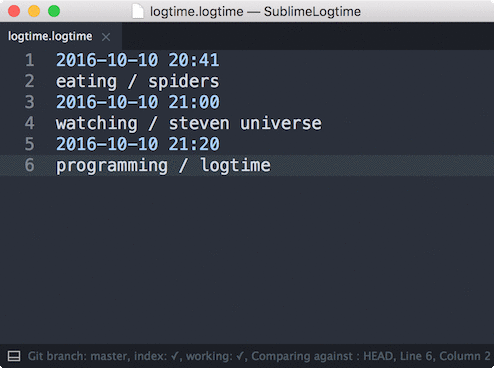 logtime.logtime — SublimeLogtime
logtime.logtime ×
1 2016-10-10 20:41
2 eating / spiders
3 2016-10-10 21:00
4 watching / steven universe
5 2016-10-10 21:20
6 programming / logtime
Git branch: master, index: ✓, working: ✓, Comparing against : HEAD, Line 6, Column 2